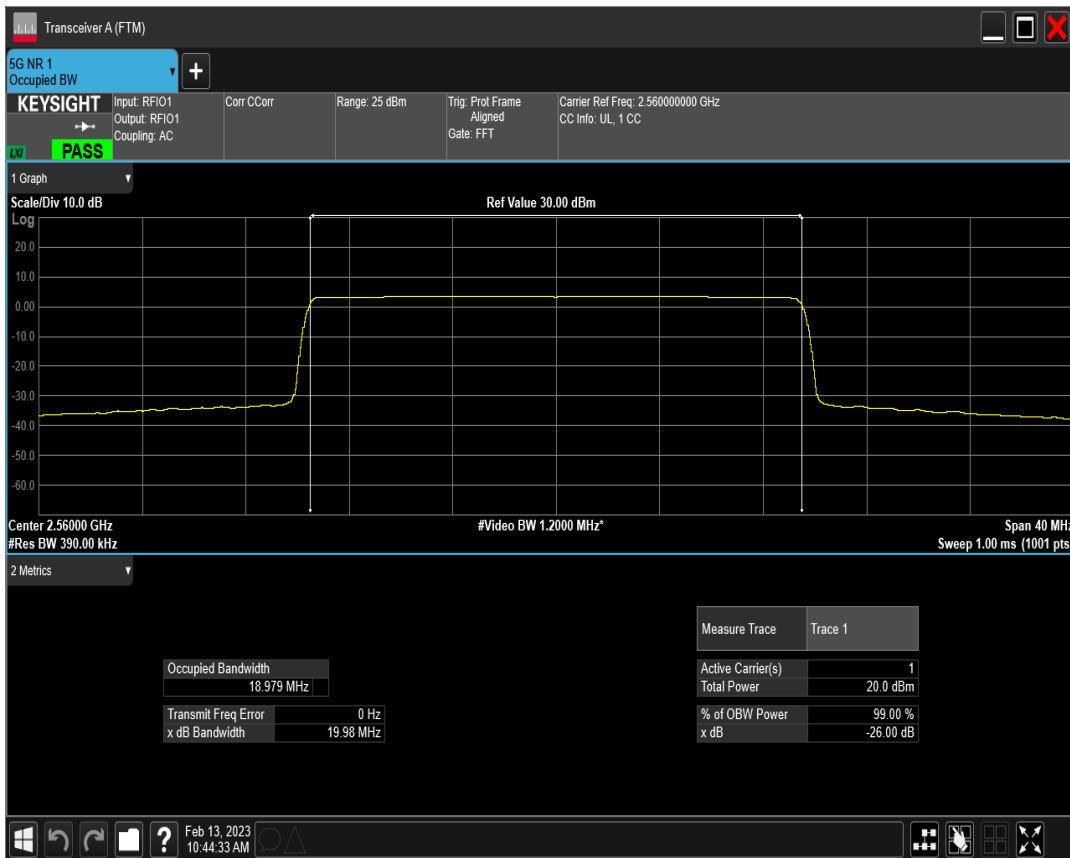 Transceiver A (FTM)
5G NR 1
Occupied BW
+
KEYSIGHT
LXI
PASS
Input: RFIO1
Output: RFIO1
Coupling: AC
Corr CCorr
Range: 25 dBm
Trig: Prot Frame
Aligned
Gate: FFT
Carrier Ref Freq: 2.560000000 GHz
CC Info: UL, 1 CC
1 Graph
Scale/Div 10.0 dB
Ref Value 30.00 dBm
Log
20.0
10.0
0.00
-10.0
-20.0
-30.0
-40.0
-50.0
-60.0
Center 2.56000 GHz
#Video BW 1.2000 MHz*
Span 40 MHz
#Res BW 390.00 kHz
Sweep 1.00 ms (1001 pts
2 Metrics
Measure Trace
Trace 1
Occupied Bandwidth
18.979 MHz
Active Carrier(s)
1
Total Power
20.0 dBm
Transmit Freq Error
0 Hz
x dB Bandwidth
19.98 MHz
% of OBW Power
99.00 %
x dB
-26.00 dB
?
Feb 13, 2023
10:44:33 AM